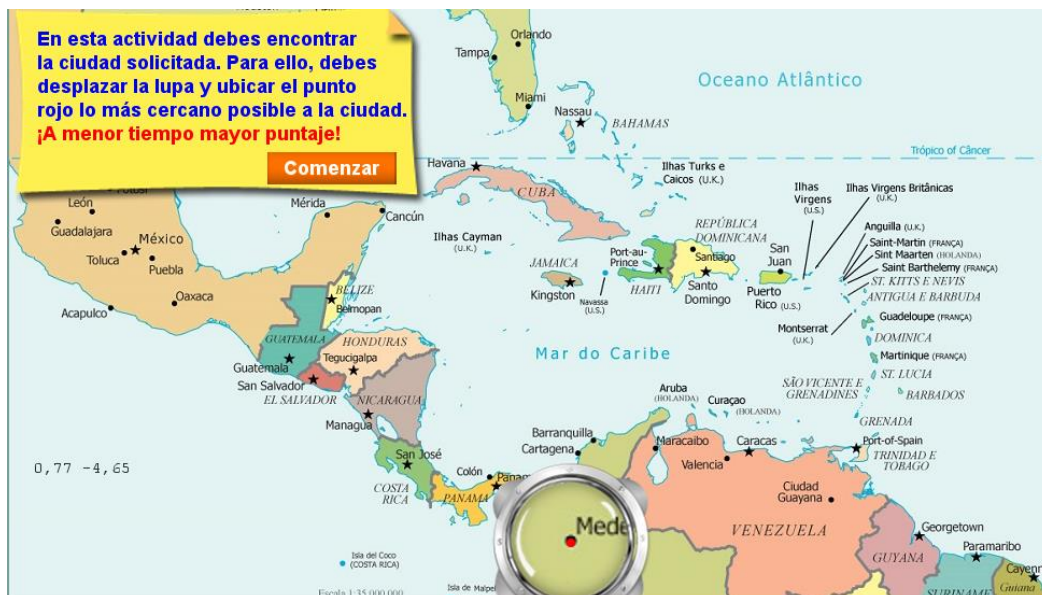 En esta actividad debes encontrar
la ciudad solicitada. Para ello, debes
desplazar la lupa y ubicar el punto
rojo lo más cercano posible a la ciudad.
¡A menor tiempo mayor puntaje!
Comenzar
Orlando
Tampa
Miami
Oceano Atlântico
Nassau
BAHAMAS
Trópico of Câncer
Havana
CUBA
Ilhas Turks e
Caicos (U.K.)
Ilhas
Virgens
(U.S.)
Ilhas Virgens Britânicas
(U.K.)
León
Guadalajara
México
Toluca
Puebla
Mérida
Cancún
Ilhas Cayman
(U.K.)
REPÚBLICA
DOMINICANA
Port-au-
Prince
Santiago
San
Juan
Anguilla (U.K.)
Saint-Martin (FRANÇA)
Sint Maarten (HOLANDA)
Saint Barthelemy (FRANÇA)
ST. KITTS E NEVIS
ANTIGUA E BARBUDA
JAMAICA
Kingston
Navassa
(U.S.)
HAITI
Santo
Domingo
Puerto
Rico (U.S.)
Acapulco
Oaxaca
BELIZE
Belmopan
Montserrat
(U.K.)
Guadeloupe (FRANÇA)
DOMINICA
Martinique (FRANÇA)
ST. LUCIA
BARBADOS
GUATEMALA
Guatemala
HONDURAS
Tegucigalpa
San Salvador
EL SALVADOR
NICARAGUA
Managua
Mar do Caribe
Aruba
(HOLANDA)
Curaçao
(HOLANDA)
SÃO VICENTE E
GRENADINES
GRENADA
Port-of-Spain
TRINIDAD E
TOBAGO
0,77 -4,65
San José
COSTA
RICA
Colón
PANAMA
Barranquilla
Cartagena
Maracaibo
Valencia
Caracas
Ciudad
Guayana
VENEZUELA
Mede
Georgetown
GUYANA
Paramaribo
SURINAME
Cayenn
Guiana
Isla del Coco
(COSTA RICA)
Escala 1:35.000.000
Isla de Malpel